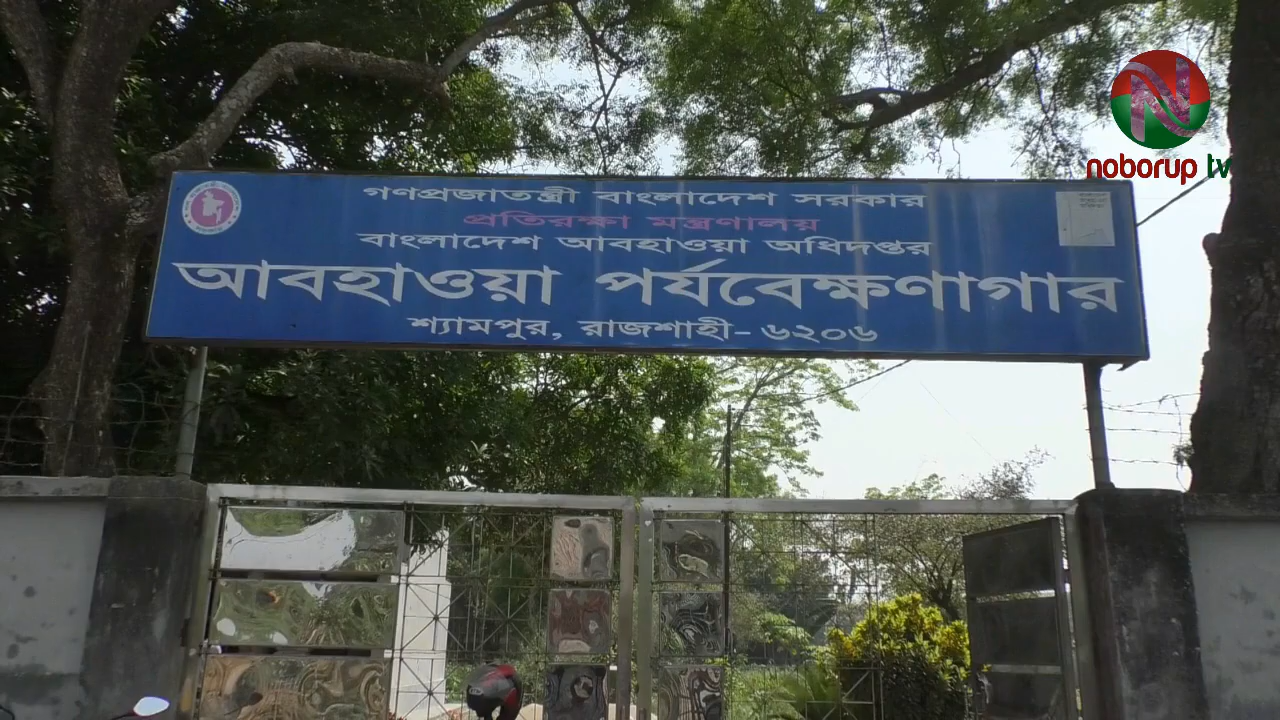 গণপ্রজাতন্ত্রী বাংলাদেশ সরকার
প্রতিরক্ষা মন্ত্রণালয়
বাংলাদেশ আবহাওয়া অধিদপ্তর
আবহাওয়া পর্যবেক্ষণাগার
শ্যামপুর, রাজশাহী- ৬২০৬
noborup tv